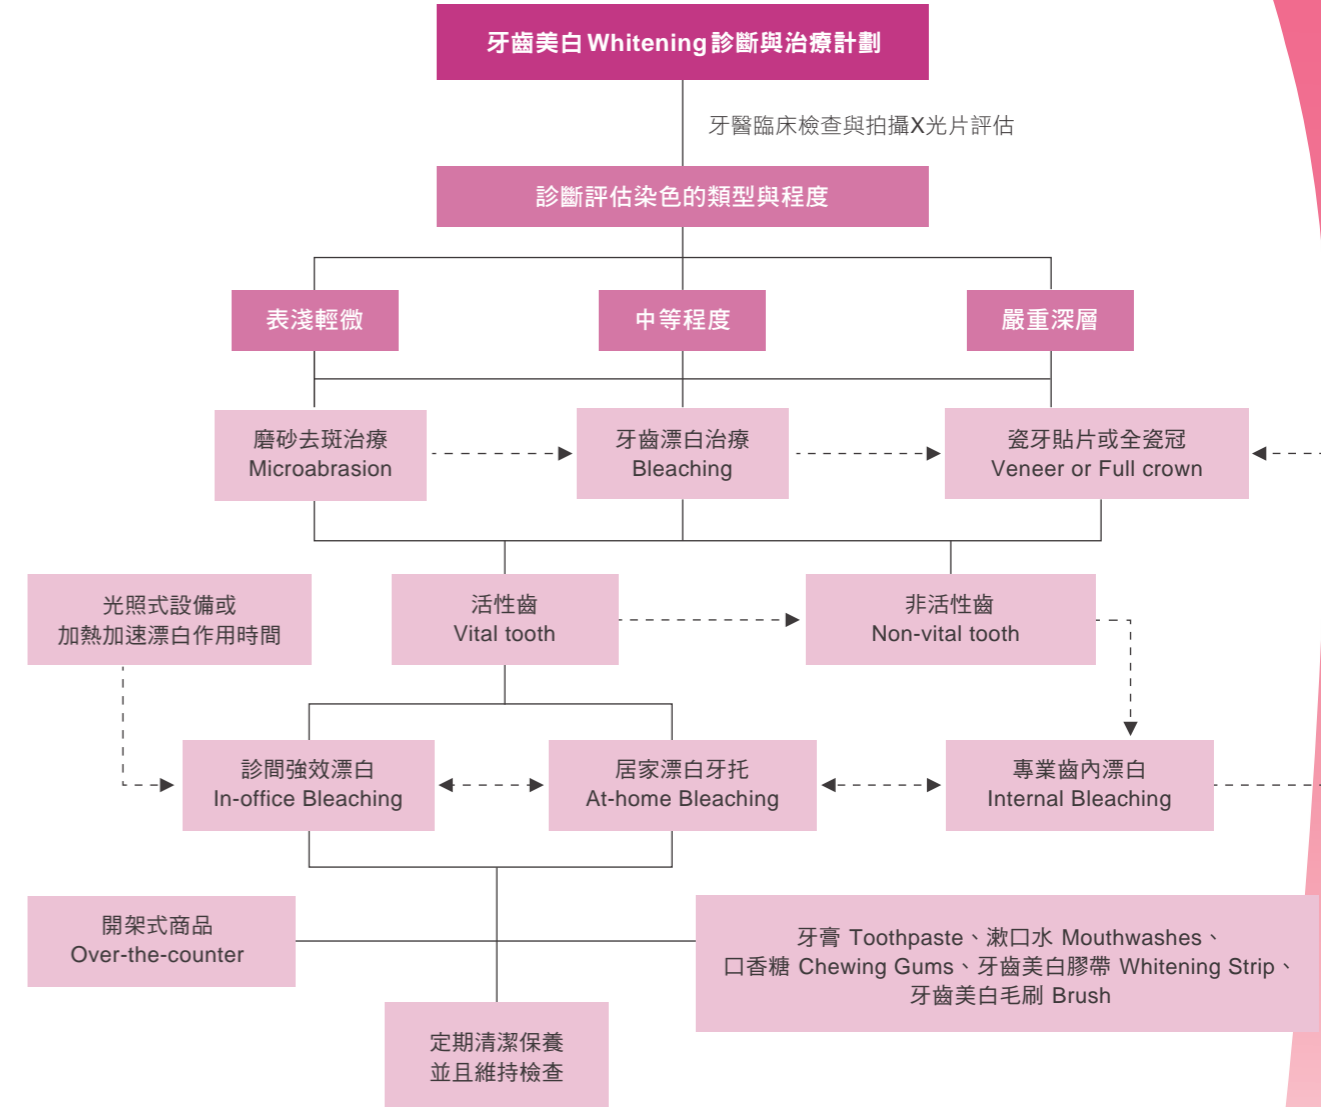 牙齒美白Whitening診斷與治療計劃
牙醫臨床檢查與拍攝X光片評估
診斷評估染色的類型與程度
表淺輕微
中等程度
嚴重深層
磨砂去斑治療
Microabrasion
牙齒漂白治療
Bleaching
瓷牙貼片或全瓷冠
Veneer or Full crown
光照式設備或
加熱加速漂白作用時間
活性齒
Vital tooth
非活性齒
Non-vital tooth
診間強效漂白
In-office Bleaching
居家漂白牙托
At-home Bleaching
專業齒內漂白
Internal Bleaching
開架式商品
Over-the-counter
牙膏 Toothpaste、漱口水 Mouthwashes、
口香糖 Chewing Gums、牙齒美白膠帶 Whitening Strip、
牙齒美白毛刷 Brush
定期清潔保養
並且維持檢查